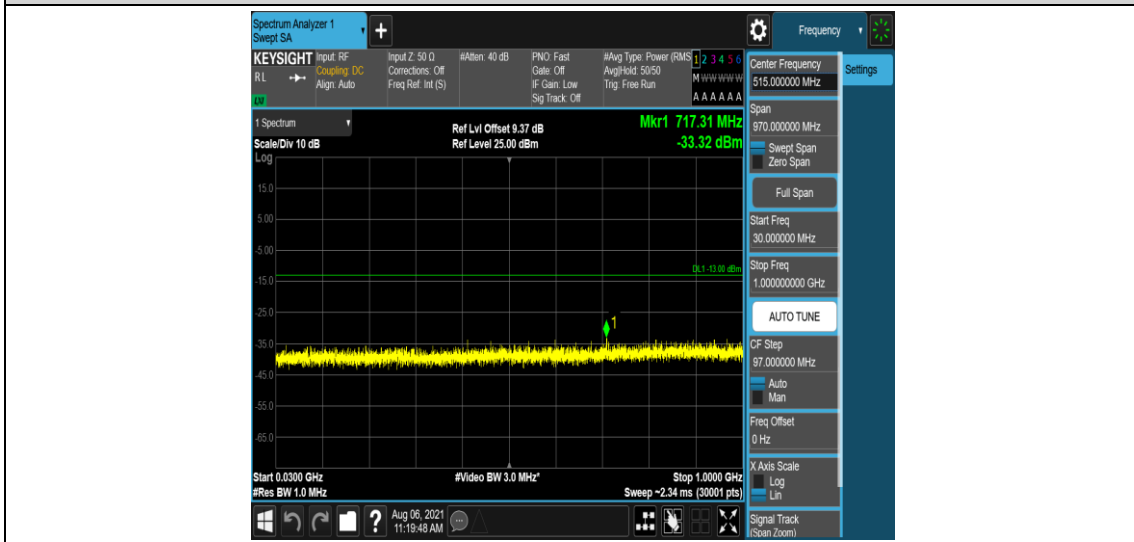 Spectrum Analyzer 1
Swept SA
+
Frequency
KEYSIGHT
RL
LXI
Input: RF
Coupling: DC
Align: Auto
Input Z: 50 Ω
Corrections: Off
Freq Ref: Int (S)
#Atten: 40 dB
PNO: Fast
Gate: Off
IF Gain: Low
Sig Track: Off
#Avg Type: Power (RMS
Avg|Hold: 50/50
Trig: Free Run
1 2 3 4 5 6
M W W W W W
A A A A A A
Center Frequency
515.000000 MHz
Settings
1 Spectrum
Scale/Div 10 dB
Log
Ref Lvl Offset 9.37 dB
Ref Level 25.00 dBm
Mkr1 717.31 MHz
-33.32 dBm
15.0
5.00
-5.00
-15.0
-25.0
-35.0
-45.0
-55.0
-65.0
DL1 -13.00 dBm
1
Start 0.0300 GHz
#Res BW 1.0 MHz
#Video BW 3.0 MHz*
Stop 1.0000 GHz
Sweep ~2.34 ms (30001 pts)
Span
970.000000 MHz
Swept Span
Zero Span
Full Span
Start Freq
30.000000 MHz
Stop Freq
1.000000000 GHz
AUTO TUNE
CF Step
97.000000 MHz
Auto
Man
Freq Offset
0 Hz
X Axis Scale
Log
Lin
Signal Track
(Span Zoom)
?
Aug 06, 2021
11:19:48 AM